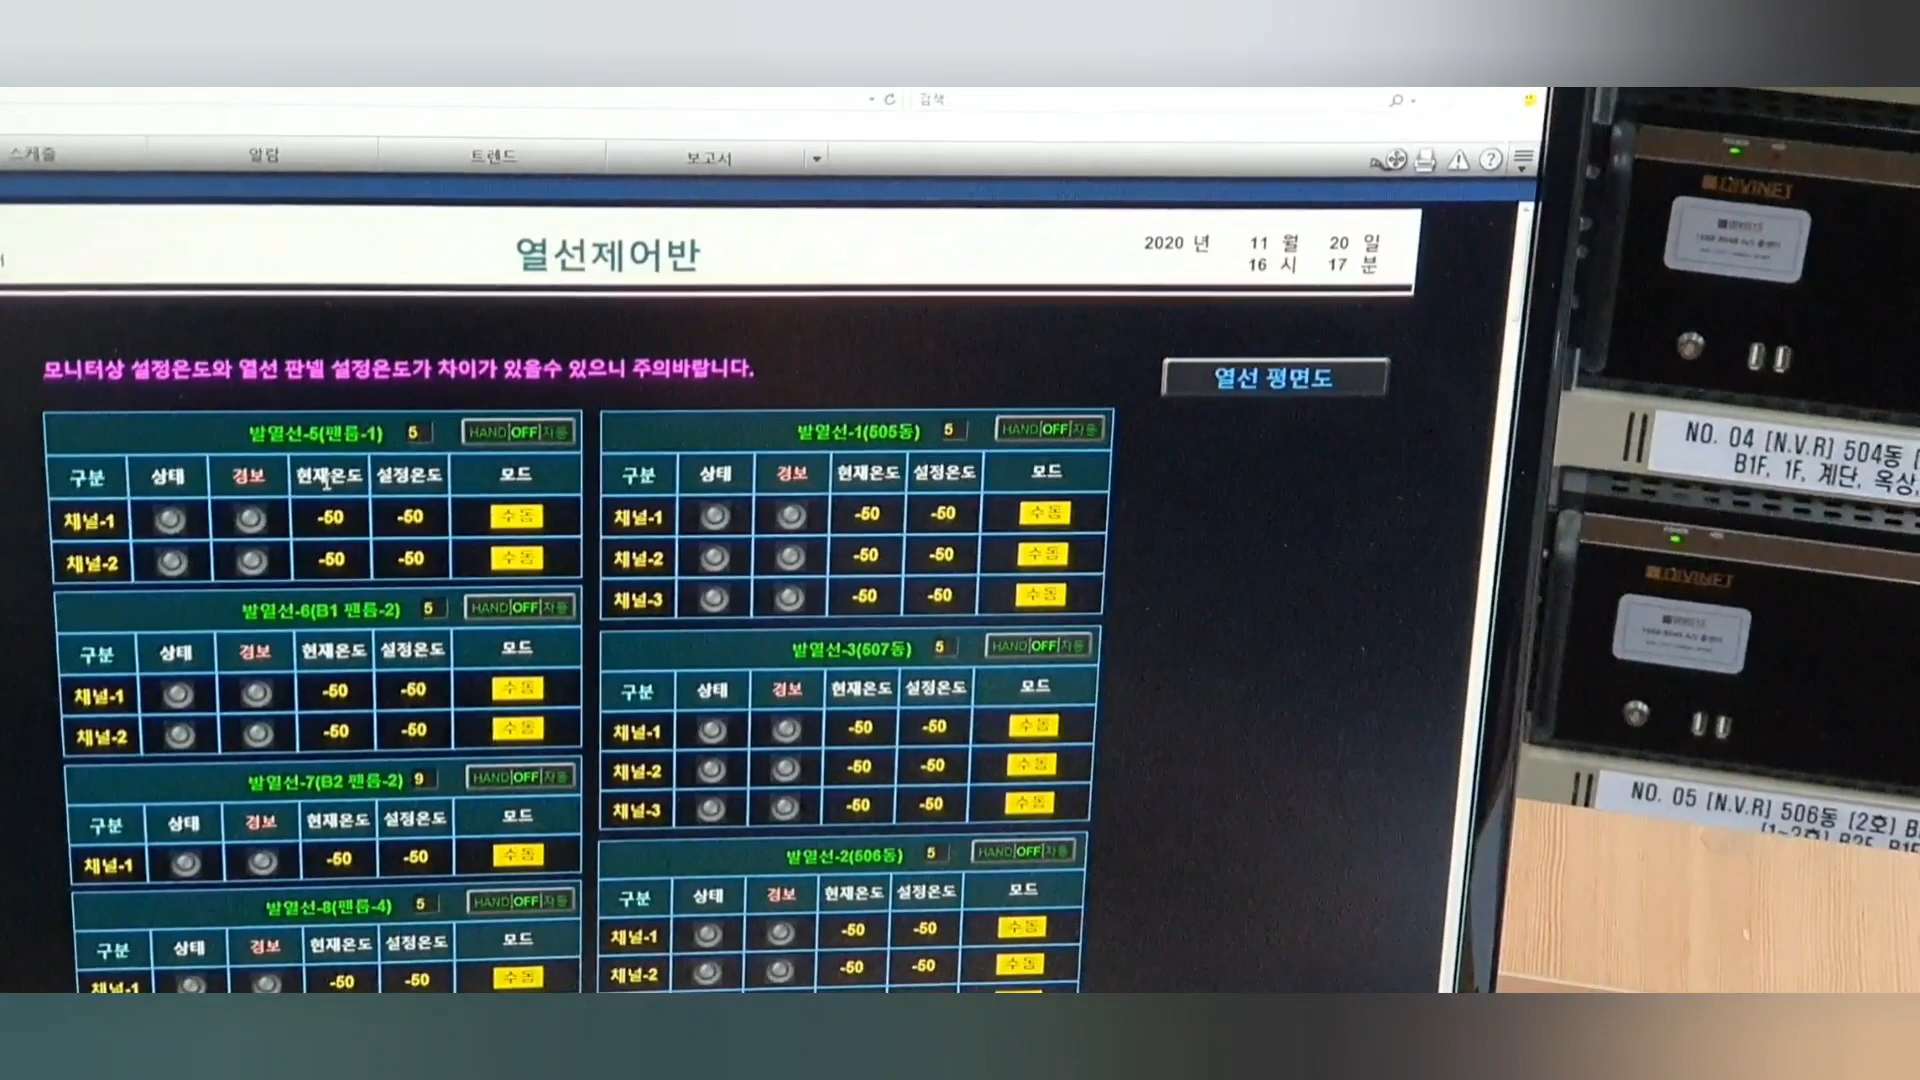 검색
스케줄 알람 트렌드 보고서
열선제어반
2020 년 11 월 20 일
16 시 17 분
모니터상 설정온도와 열선 판넬 설정온도가 차이가 있을수 있으니 주의바랍니다.
열선 평면도
발열선-5(팬룸-1) 5 HAND|OFF|자동
구분 상태 경보 현재온도 설정온도 모드
채널-1 -50 -50 수동
채널-2 -50 -50 수동
발열선-6(B1 팬룸-2) 5 HAND|OFF|자동
구분 상태 경보 현재온도 설정온도 모드
채널-1 -50 -50 수동
채널-2 -50 -50 수동
발열선-7(B2 팬룸-2) 9 HAND|OFF|자동
구분 상태 경보 현재온도 설정온도 모드
채널-1 -50 -50 수동
발열선-8(팬룸-4) 5 HAND|OFF|자동
구분 상태 경보 현재온도 설정온도 모드
채널-1 -50 -50 수동
발열선-1(505동) 5 HAND|OFF|자동
구분 상태 경보 현재온도 설정온도 모드
채널-1 -50 -50 수동
채널-2 -50 -50 수동
채널-3 -50 -50 수동
발열선-3(507동) 5 HAND|OFF|자동
구분 상태 경보 현재온도 설정온도 모드
채널-1 -50 -50 수동
채널-2 -50 -50 수동
채널-3 -50 -50 수동
발열선-2(506동) 5 HAND|OFF|자동
구분 상태 경보 현재온도 설정온도 모드
채널-1 -50 -50 수동
채널-2 -50 -50 수동
NO. 04 [N.V.R] 504동
B1F, 1F, 계단, 옥상,
NO. 05 [N.V.R] 506동 [2호]